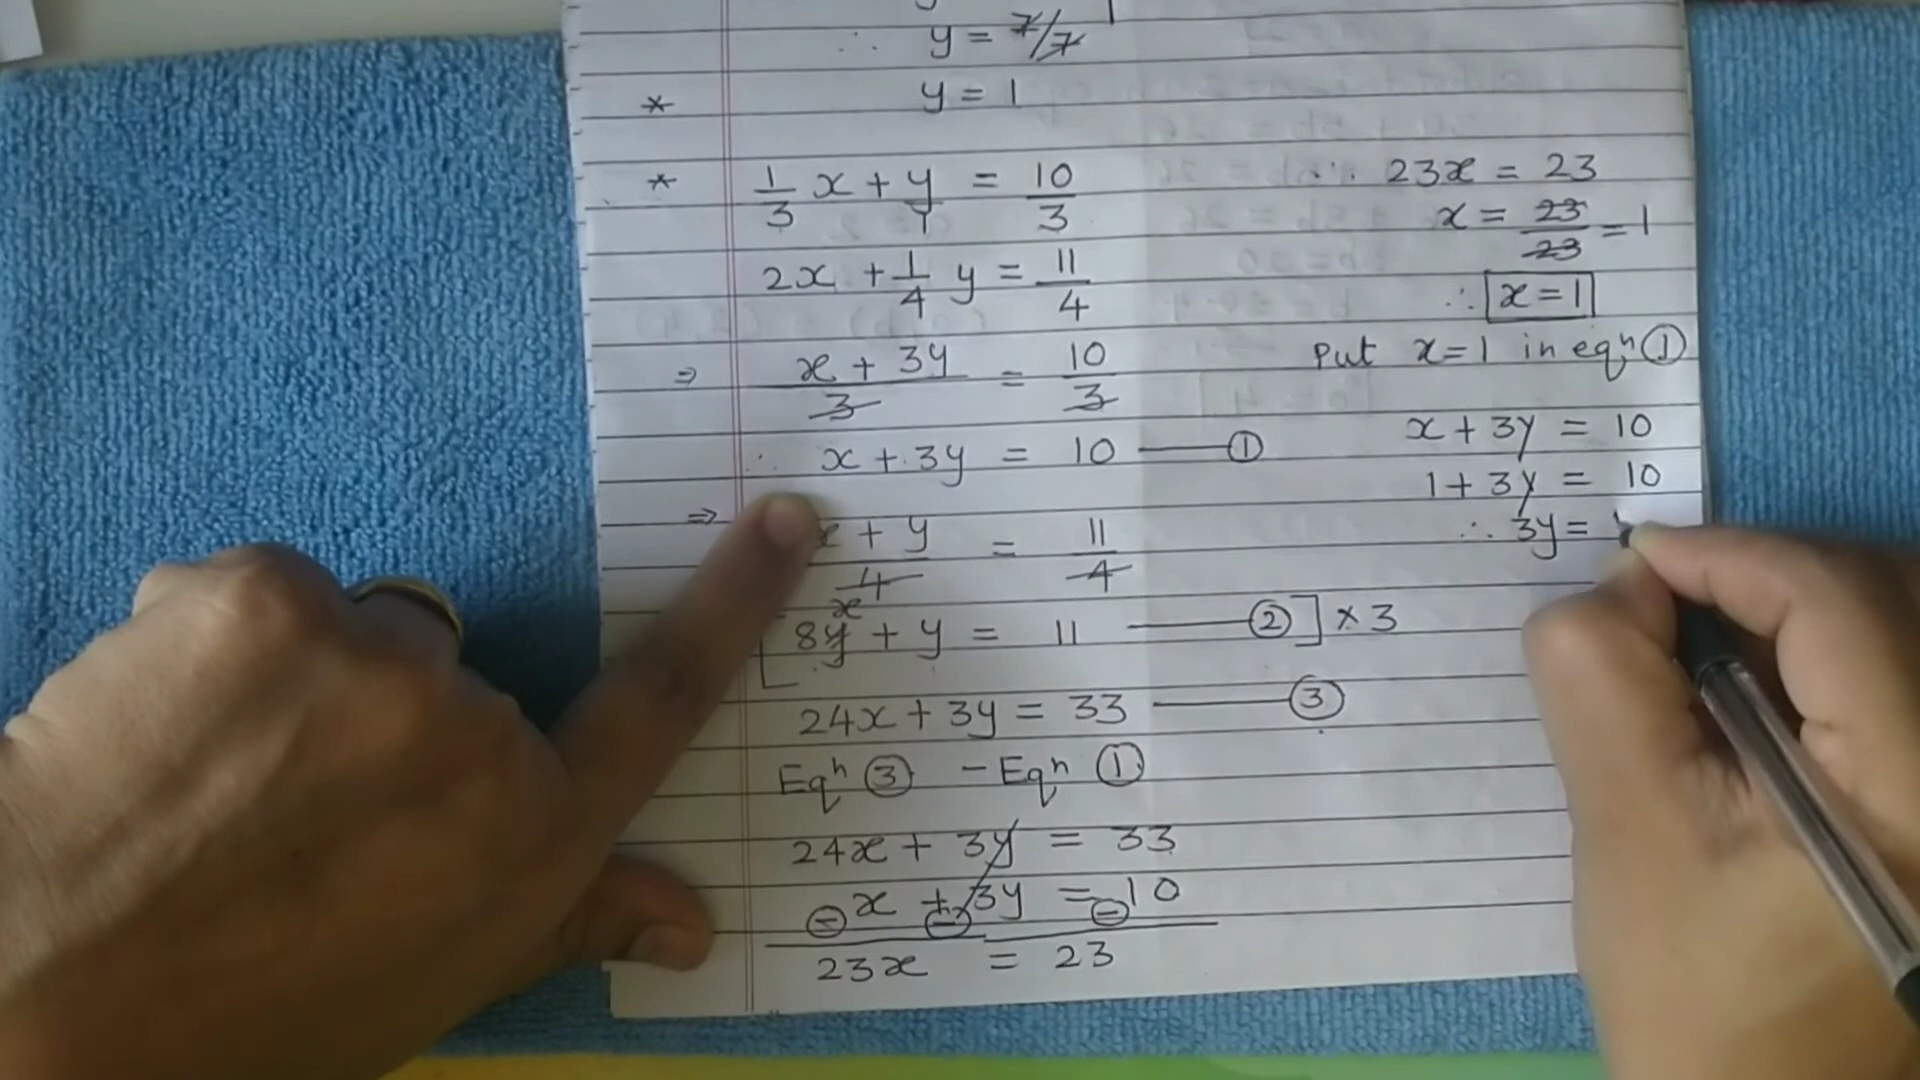 ∴ y = 7/7
* y = 1
* 1/3 x + y/1 = 10/3
2x + 1/4 y = 11/4
⇒ x + 3y / 3 = 10/3
∴ x + 3y = 10 —— ①
⇒ x + y / 4 = 11/4
[8x + y = 11 —— ②] × 3
24x + 3y = 33 —— ③
Eqⁿ ③ - Eqⁿ ①
24x + 3y = 33
x + 3y = 10
⊖ ⊖ ⊖
23x = 23
∴ 23x = 23
x = 23/23 = 1
∴ x = 1
Put x = 1 in eqⁿ ①
x + 3y = 10
1 + 3y = 10
∴ 3y =